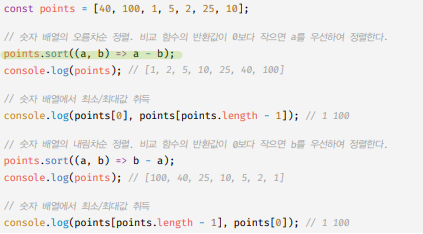 const points = [40, 100, 1, 5, 2, 25, 10];
// 숫자 배열의 오름차순 정렬. 비교 함수의 반환값이 0보다 작으면 a를 우선하여 정렬한다.
points.sort((a, b) => a - b);
console.log(points); // [1, 2, 5, 10, 25, 40, 100]
// 숫자 배열에서 최소/최대값 취득
console.log(points[0], points[points.length - 1]); // 1 100
// 숫자 배열의 내림차순 정렬. 비교 함수의 반환값이 0보다 작으면 b를 우선하여 정렬한다.
points.sort((a, b) => b - a);
console.log(points); // [100, 40, 25, 10, 5, 2, 1]
// 숫자 배열에서 최소/최대값 취득
console.log(points[points.length - 1], points[0]); // 1 100